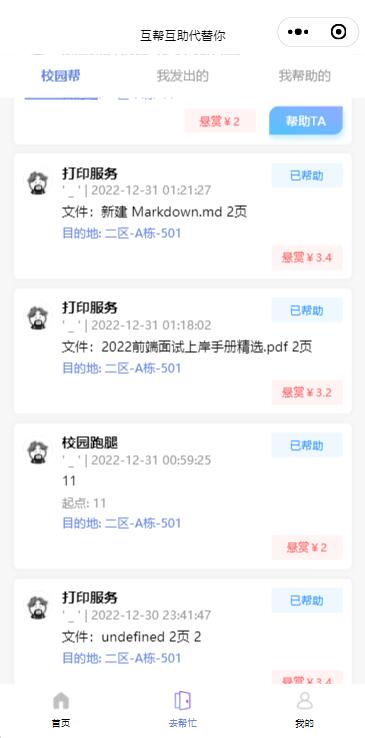 互帮互助代替你
校园帮
我发出的
我帮助的
悬赏￥2
帮助TA
打印服务
已帮助
' _ ' | 2022-12-31 01:21:27
文件：新建 Markdown.md 2页
目的地: 二区-A栋-501
悬赏￥3.4
打印服务
已帮助
' _ ' | 2022-12-31 01:18:02
文件：2022前端面试上岸手册精选.pdf 2页
目的地: 二区-A栋-501
悬赏￥3.2
校园跑腿
已帮助
' _ ' | 2022-12-31 00:59:25
11
起点: 11
目的地: 二区-A栋-501
悬赏￥2
打印服务
已帮助
' _ ' | 2022-12-30 23:41:47
文件：undefined 2页 2
目的地: 二区-A栋-501
悬赏￥3.4
首页
去帮忙
我的